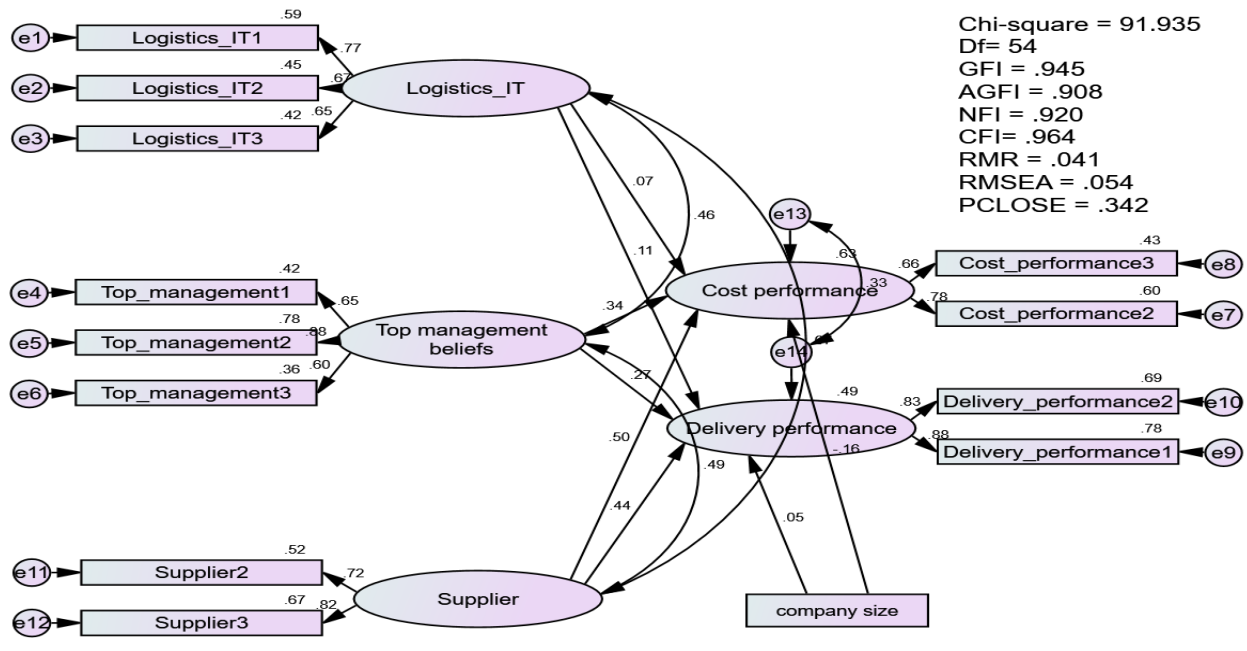 Chi-square = 91.935
Df= 54
GFI = .945
AGFI = .908
NFI = .920
CFI= .964
RMR = .041
RMSEA = .054
PCLOSE = .342
.59
e1
Logistics_IT1
.77
.45
e2
Logistics_IT2
.67
Logistics_IT
.42
.65
e3
Logistics_IT3
.07
.46
.11
e13
.63
.33
.43
.66
Cost_performance3
e8
Cost performance
.60
.78
Cost_performance2
e7
.42
e4
Top_management1
.65
.34
.78
e5
Top_management2
.88
Top management
beliefs
.36
.60
e6
Top_management3
.27
e14
.49
.69
.83
Delivery_performance2
e10
Delivery performance
.78
.88
Delivery_performance1
e9
.50
.49
-.16
.44
.05
.52
e11
Supplier2
.72
Supplier
.67
.82
e12
Supplier3
company size